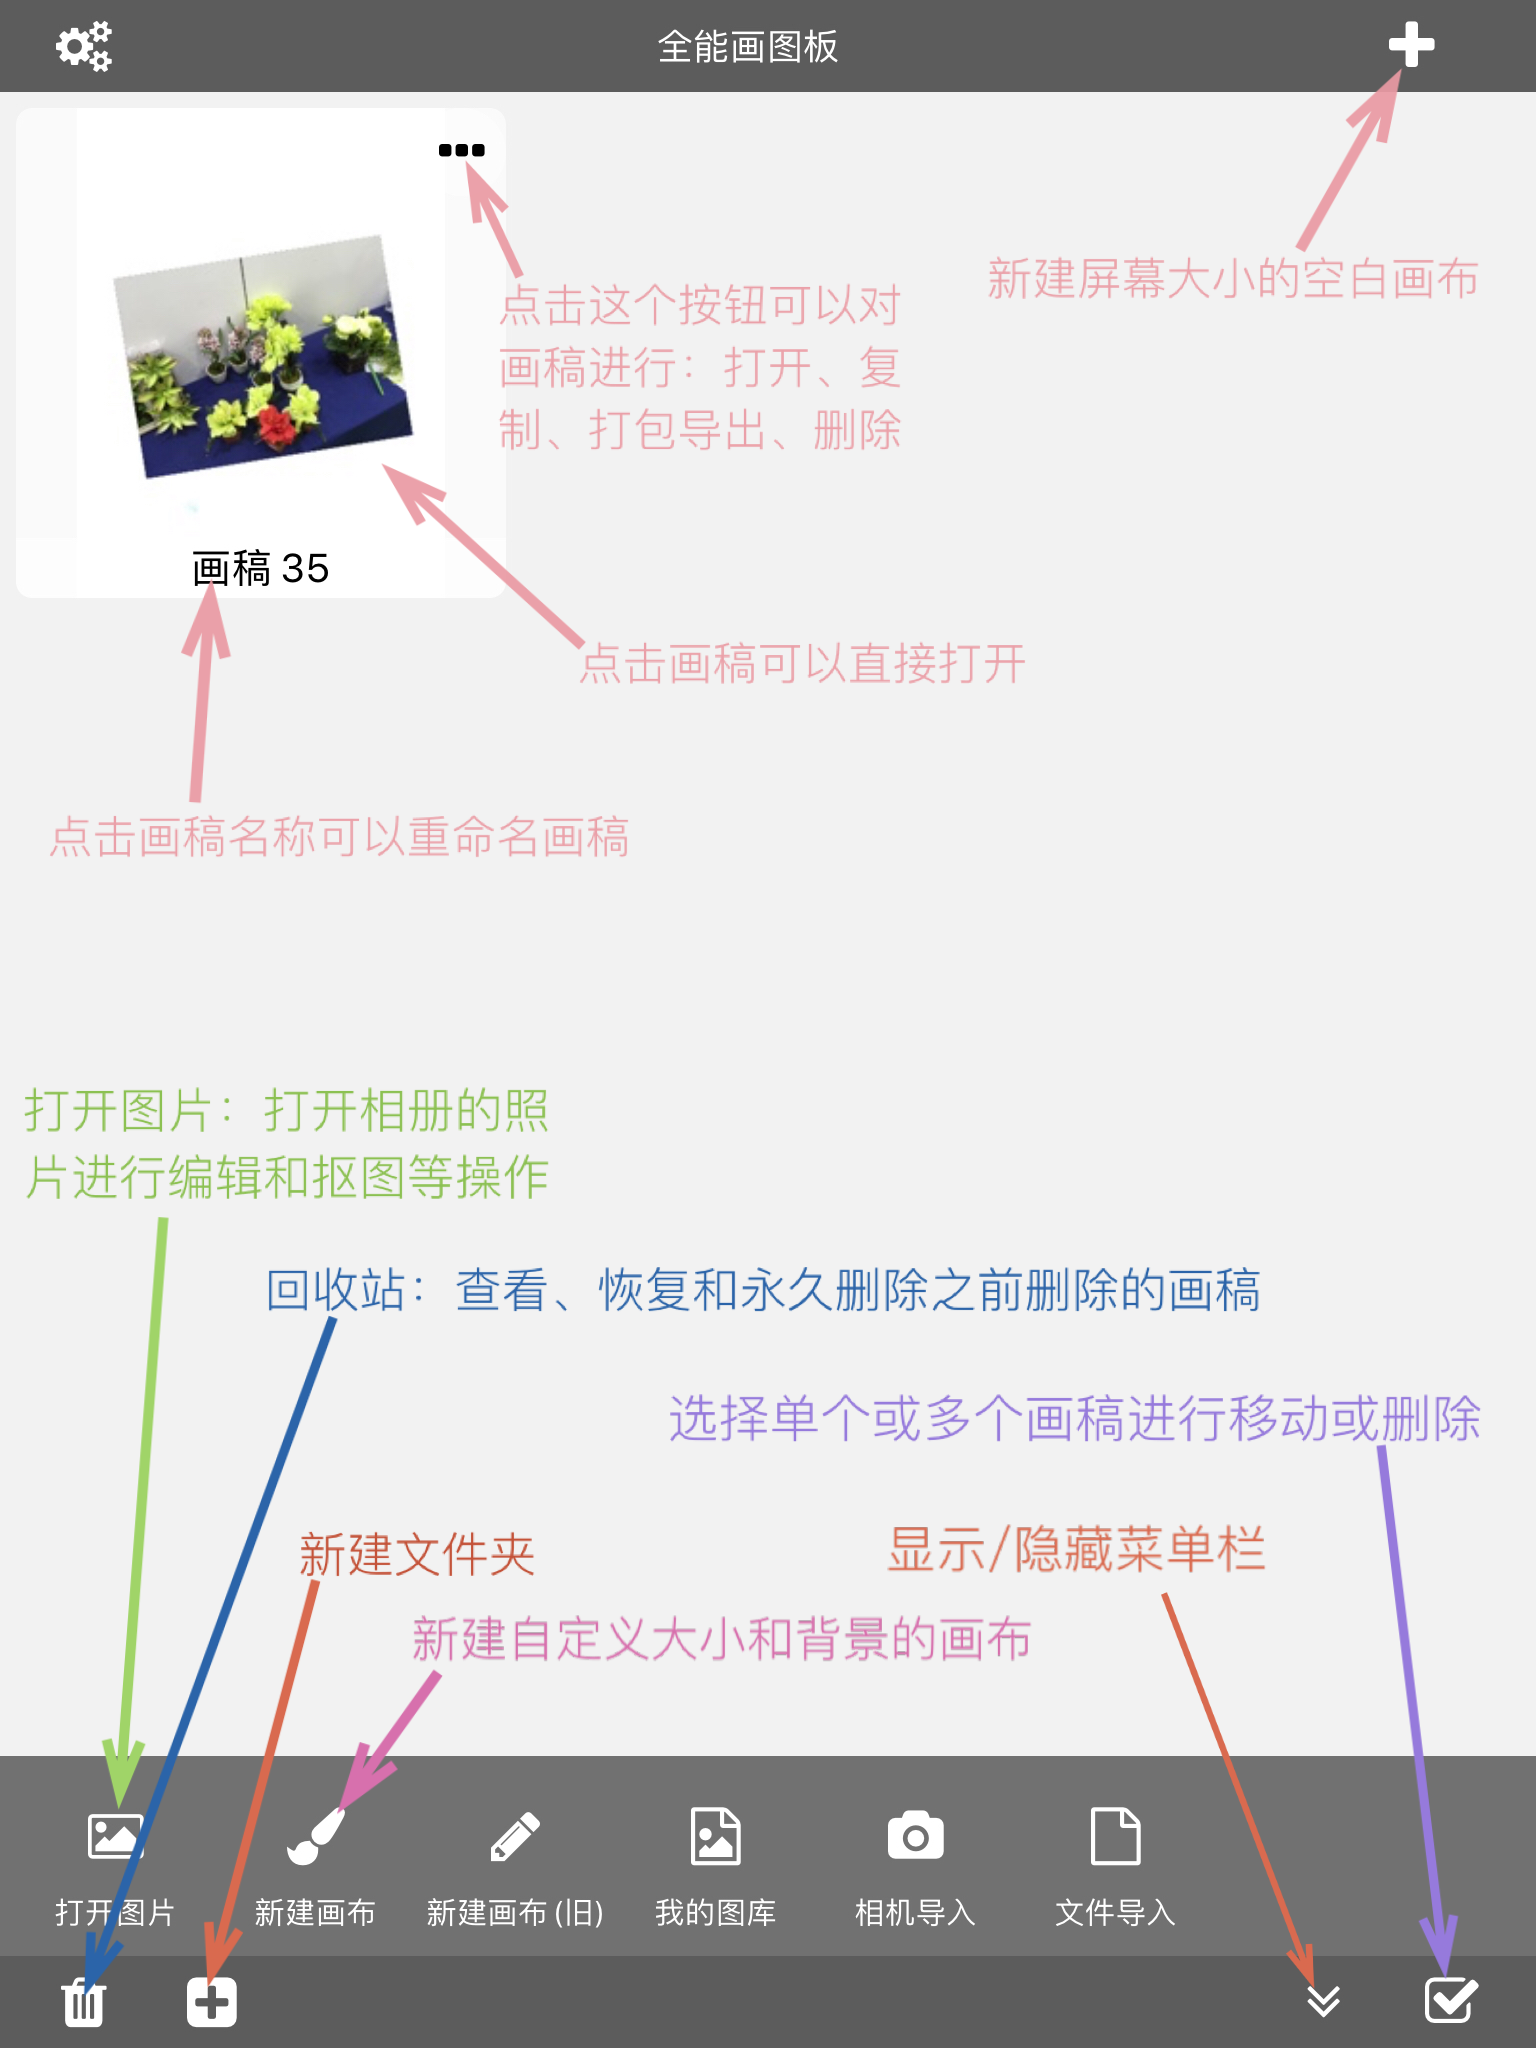 全能画图板
新建屏幕大小的空白画布
点击这个按钮可以对
画稿进行：打开、复
制、打包导出、删除
画稿 35
点击画稿可以直接打开
点击画稿名称可以重命名画稿
打开图片：打开相册的照
片进行编辑和抠图等操作
回收站：查看、恢复和永久删除之前删除的画稿
选择单个或多个画稿进行移动或删除
新建文件夹
显示/隐藏菜单栏
新建自定义大小和背景的画布
打开图片
新建画布
新建画布(旧)
我的图库
相机导入
文件导入